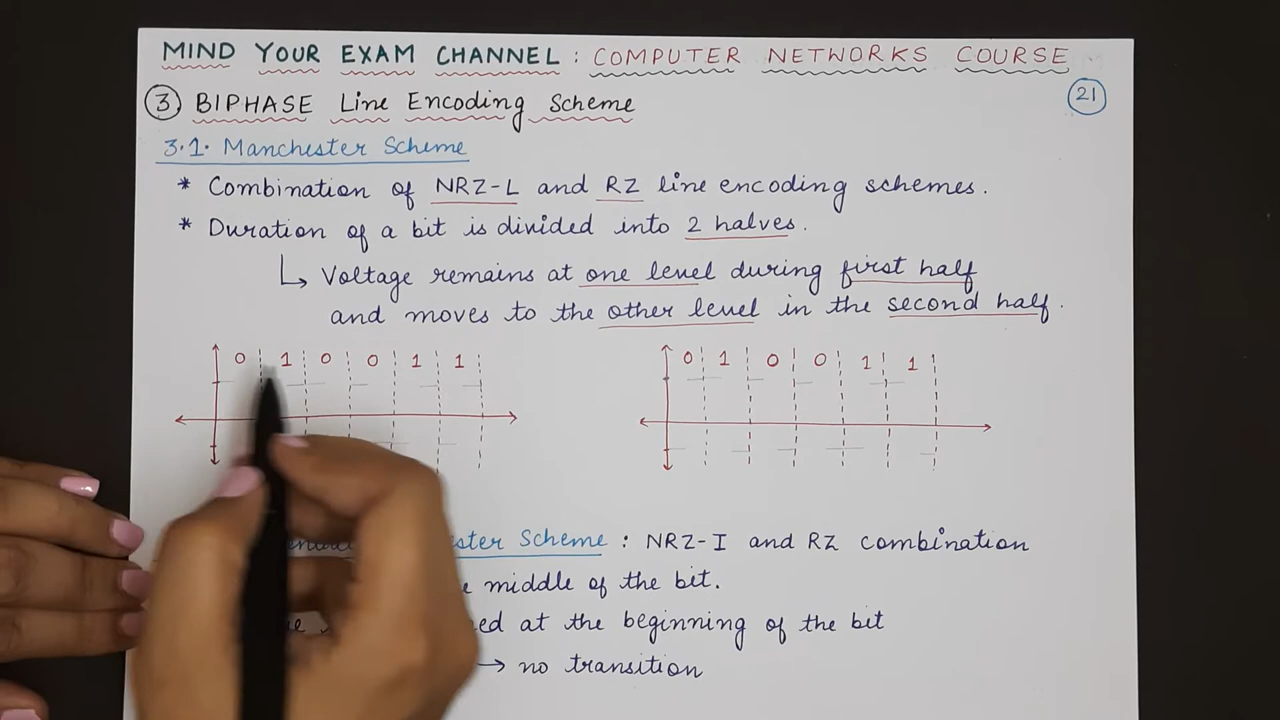 MIND YOUR EXAM CHANNEL : COMPUTER NETWORKS COURSE
③ BIPHASE Line Encoding Scheme
21
3.1. Manchester Scheme
* Combination of NRZ-L and RZ line encoding schemes.
* Duration of a bit is divided into 2 halves.
↳ Voltage remains at one level during first half
and moves to the other level in the second half.
0 1 0 0 1 1
0 1 0 0 1 1
Scheme : NRZ-I and RZ combination
middle of the bit.
at the beginning of the bit
→ no transition